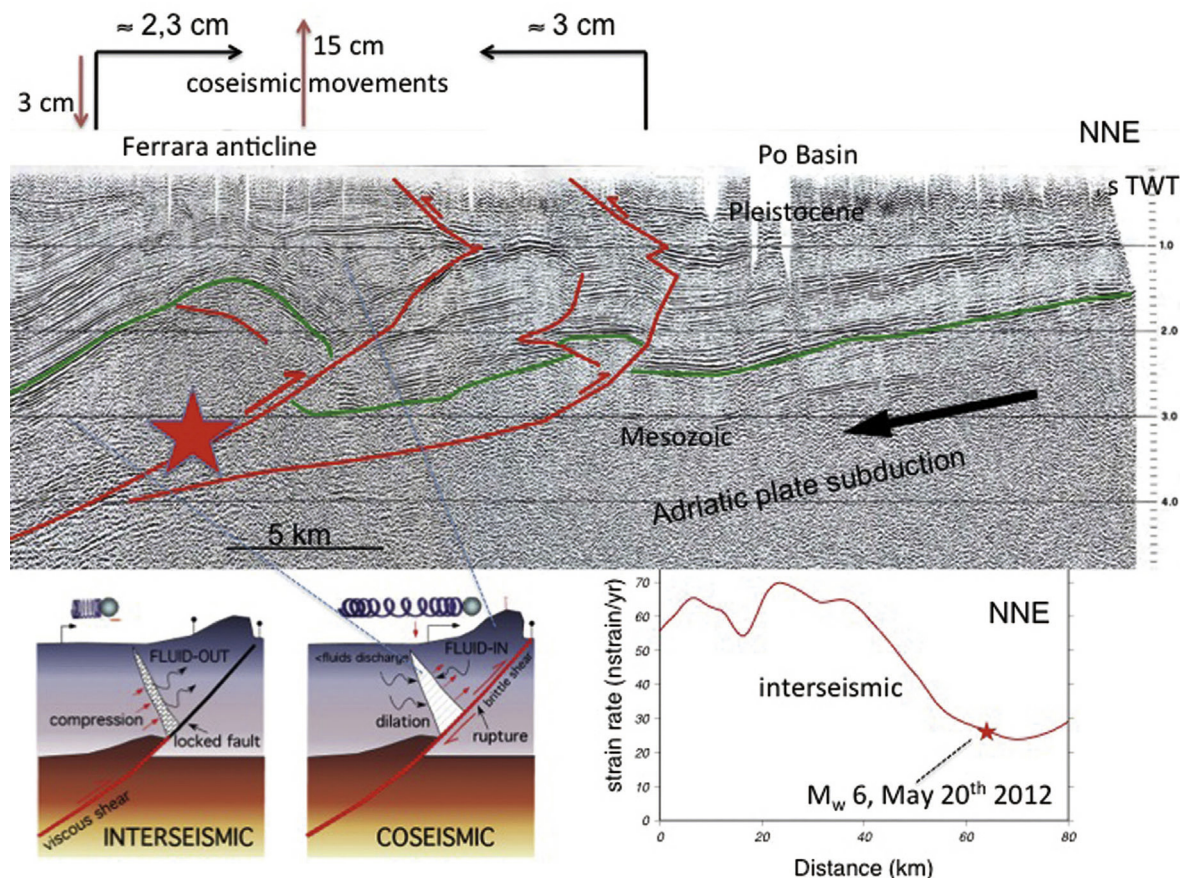 ≈ 2,3 cm
≈ 3 cm
15 cm
coseismic movements
3 cm
NNE
Ferrara anticline
Po Basin
s TWT
Pleistocene
1.0
2.0
3.0
Mesozoic
Adriatic plate subduction
4.0
5 km
FLUID-OUT
compression
locked fault
viscous shear
INTERSEISMIC
<fluids discharge
FLUID-IN
brittle shear
dilation
rupture
COSEISMIC
strain rate (nstrain/yr)
70
60
50
40
30
20
10
0
NNE
interseismic
Mw 6, May 20th 2012
0
20
40
60
80
Distance (km)